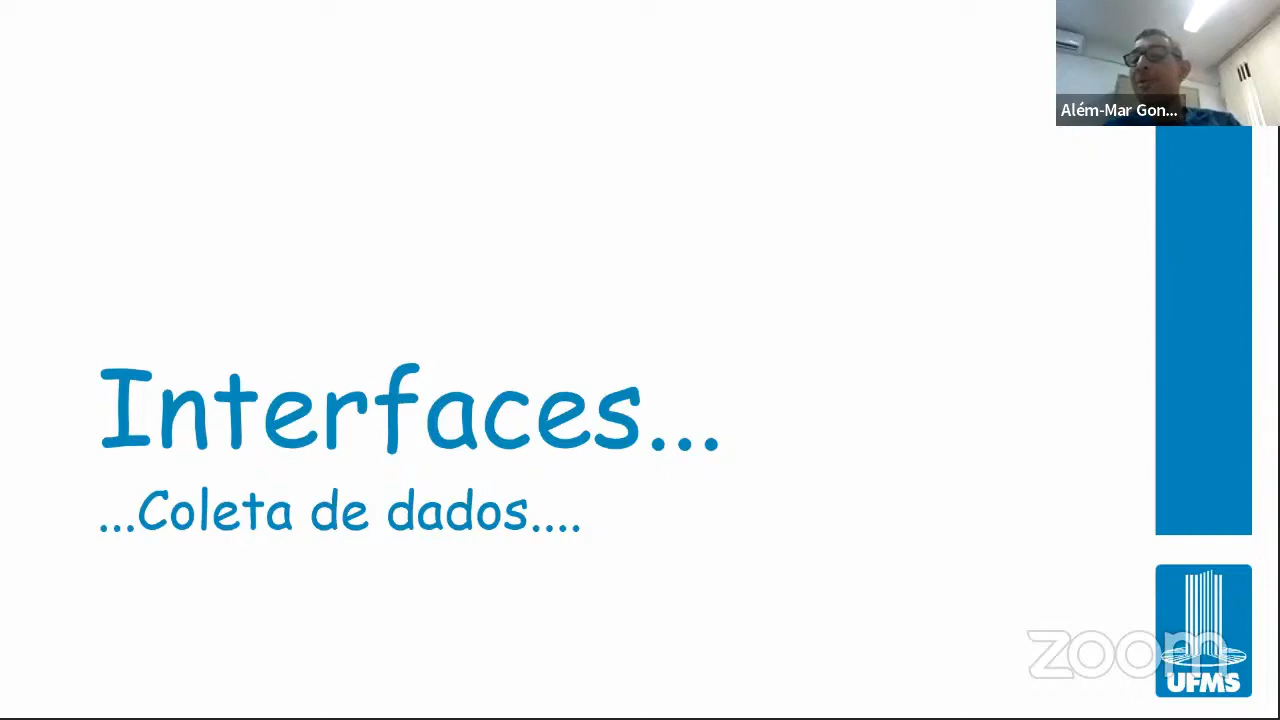 Além-Mar Gon...
Interfaces...
...Coleta de dados....
zoom
UFMS